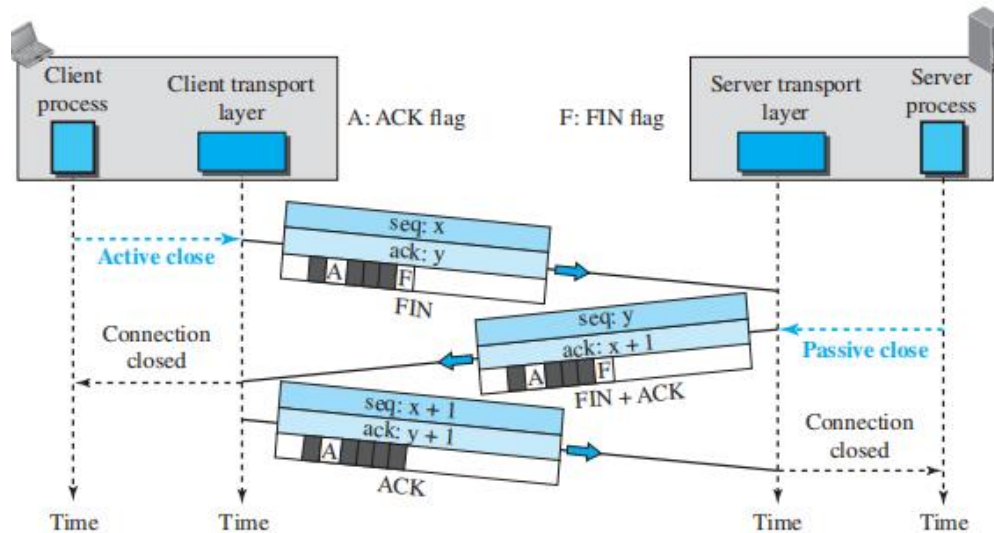 Client
process
Client transport
layer
A: ACK flag
F: FIN flag
Server transport
layer
Server
process
seq: x
ack: y
A F
FIN
Active close
seq: y
ack: x + 1
A F
FIN + ACK
Passive close
Connection
closed
seq: x + 1
ack: y + 1
A
ACK
Connection
closed
Time
Time
Time
Time